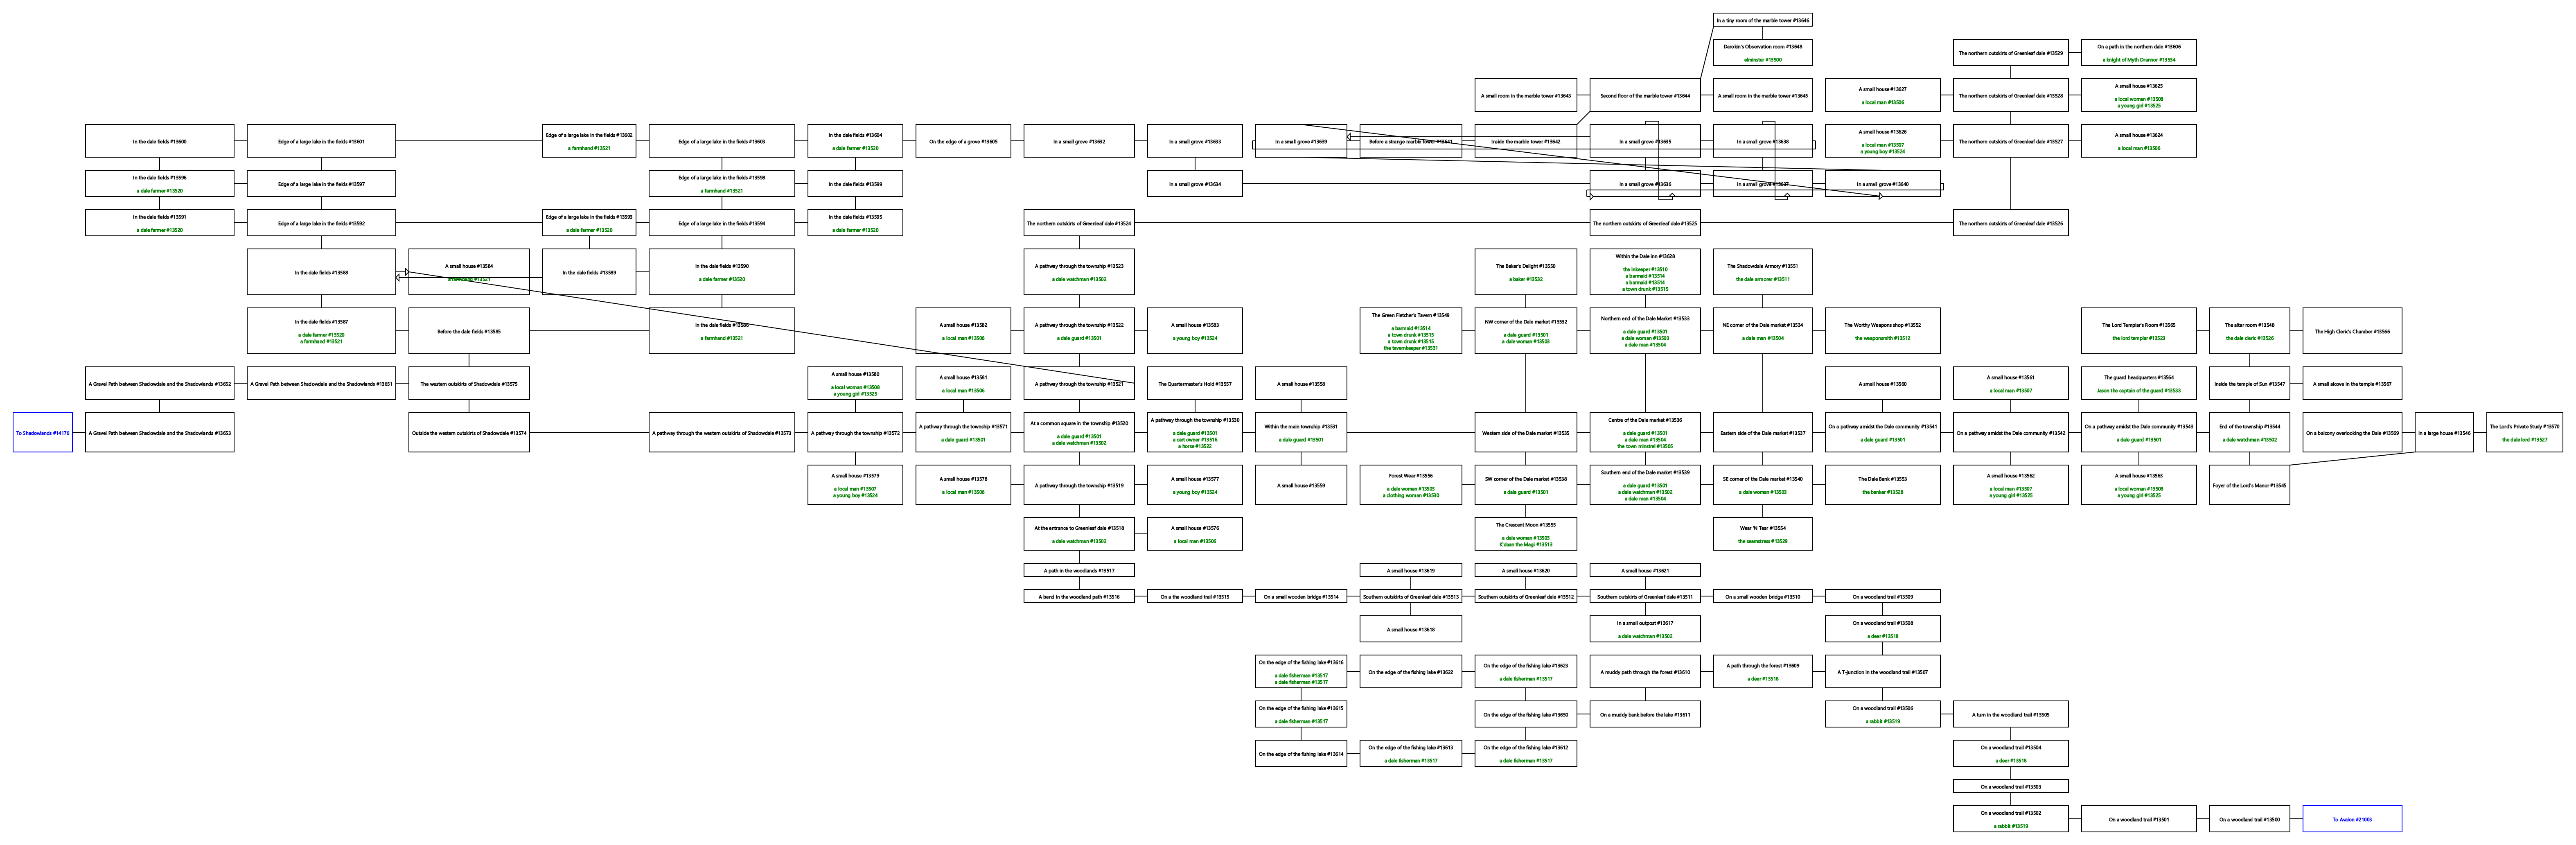 In a tiny room of the marble tower #13646
Darokin's Observation room #13648
elminster #13500
The northern outskirts of Greenleaf dale #13529
On a path in the northern dale #13606
a knight of Myth Drannor #13534
A small room in the marble tower #13643
Second floor of the marble tower #13644
A small room in the marble tower #13645
A small house #13627
a local man #13506
The northern outskirts of Greenleaf dale #13528
A small house #13625
a local woman #13508
a young girl #13525
In the dale fields #13600
Edge of a large lake in the fields #13601
Edge of a large lake in the fields #13602
a farmhand #13521
Edge of a large lake in the fields #13603
In the dale fields #13604
a dale farmer #13520
On the edge of a grove #13605
In a small grove #13632
In a small grove #13633
In a small grove #13639
Before a strange marble tower #13641
Inside the marble tower #13642
In a small grove #13635
In a small grove #13638
A small house #13626
a local man #13507
a young boy #13524
The northern outskirts of Greenleaf dale #13527
A small house #13624
a local man #13506
In the dale fields #13596
a dale farmer #13520
Edge of a large lake in the fields #13597
Edge of a large lake in the fields #13598
a farmhand #13521
In the dale fields #13599
In a small grove #13634
In a small grove #13636
In a small grove #13637
In a small grove #13640
In the dale fields #13591
a dale farmer #13520
Edge of a large lake in the fields #13592
Edge of a large lake in the fields #13593
a dale farmer #13520
Edge of a large lake in the fields #13594
In the dale fields #13595
a dale farmer #13520
The northern outskirts of Greenleaf dale #13524
The northern outskirts of Greenleaf dale #13525
The northern outskirts of Greenleaf dale #13526
In the dale fields #13588
A small house #13584
a farmhand #13521
In the dale fields #13589
In the dale fields #13590
a dale farmer #13520
A pathway through the township #13523
a dale watchman #13502
The Baker's Delight #13550
a baker #13532
Within the Dale Inn #13628
the innkeeper #13510
a barmaid #13514
a barmaid #13514
a town drunk #13515
The Shadowdale Armory #13551
the dale armorer #13511
In the dale fields #13587
a dale farmer #13520
a farmhand #13521
Before the dale fields #13585
In the dale fields #13586
a farmhand #13521
A small house #13582
a local man #13506
A pathway through the township #13522
a dale guard #13501
A small house #13583
a young boy #13524
The Green Fletcher's Tavern #13549
a barmaid #13514
a town drunk #13515
a town drunk #13515
the tavernkeeper #13531
NW corner of the Dale market #13532
a dale guard #13501
a dale woman #13503
Northern end of the Dale Market #13533
a dale guard #13501
a dale woman #13503
a dale man #13504
NE corner of the Dale market #13534
a dale man #13504
The Worthy Weapons shop #13552
the weaponsmith #13512
The Lord Templar's Room #13565
the lord templar #13523
The alter room #13548
the dale cleric #13526
The High Cleric's Chamber #13566
A Gravel Path between Shadowdale and the Shadowlands #13652
A Gravel Path between Shadowdale and the Shadowlands #13651
The western outskirts of Shadowdale #13575
A small house #13580
a local woman #13508
a young girl #13525
A small house #13581
a local man #13506
A pathway through the township #13521
The Quartermaster's Hold #13557
A small house #13558
A small house #13560
A small house #13561
a local man #13507
The guard headquarters #13564
Jason the captain of the guard #13533
Inside the temple of Sun #13547
A small alcove in the temple #13567
To Shadowlands #14176
A Gravel Path between Shadowdale and the Shadowlands #13653
Outside the western outskirts of Shadowdale #13574
A pathway through the western outskirts of Shadowdale #13573
A pathway through the township #13572
A pathway through the township #13571
a dale guard #13501
At a common square in the township #13520
a dale guard #13501
a dale watchman #13502
A pathway through the township #13530
a dale guard #13501
a cart owner #13516
a horse #13522
Within the main township #13531
a dale guard #13501
Western side of the Dale market #13535
Centre of the Dale market #13536
a dale guard #13501
a dale man #13504
the town minstrel #13505
Eastern side of the Dale market #13537
On a pathway amidst the Dale community #13541
a dale guard #13501
On a pathway amidst the Dale community #13542
On a pathway amidst the Dale community #13543
a dale guard #13501
End of the township #13544
a dale watchman #13502
On a balcony overlooking the Dale #13569
In a large house #13546
The Lord's Private Study #13570
the dale lord #13527
A small house #13579
a local man #13507
a young boy #13524
A small house #13578
a local man #13506
A pathway through the township #13519
A small house #13577
a young boy #13524
A small house #13559
Forest Wear #13556
a dale woman #13503
a clothing woman #13530
SW corner of the Dale market #13538
a dale guard #13501
Southern end of the Dale market #13539
a dale guard #13501
a dale watchman #13502
a dale man #13504
SE corner of the Dale market #13540
a dale woman #13503
The Dale Bank #13553
the banker #13528
A small house #13562
a local man #13507
a young girl #13525
A small house #13563
a local woman #13508
a young girl #13525
Foyer of the Lord's Manor #13545
At the entrance to Greenleaf dale #13518
a dale watchman #13502
A small house #13576
a local man #13506
The Crescent Moon #13555
a dale woman #13503
K'daan the Magi #13513
Wear 'N Tear #13554
the seamstress #13529
A path in the woodlands #13517
A small house #13619
A small house #13620
A small house #13621
A bend in the woodland path #13516
On a the woodland trail #13515
On a small wooden bridge #13514
Southern outskirts of Greenleaf dale #13513
Southern outskirts of Greenleaf dale #13512
Southern outskirts of Greenleaf dale #13511
On a small wooden bridge #13510
On a woodland trail #13509
A small house #13618
In a small outpost #13617
a dale watchman #13502
On a woodland trail #13508
a deer #13518
On the edge of the fishing lake #13616
a dale fisherman #13517
a dale fisherman #13517
On the edge of the fishing lake #13622
On the edge of the fishing lake #13623
a dale fisherman #13517
A muddy path through the forest #13610
A path through the forest #13609
a deer #13518
A T-junction in the woodland trail #13507
On the edge of the fishing lake #13615
a dale fisherman #13517
On the edge of the fishing lake #13650
On a muddy bank before the lake #13611
On a woodland trail #13506
a rabbit #13519
A turn in the woodland trail #13505
On the edge of the fishing lake #13614
On the edge of the fishing lake #13613
a dale fisherman #13517
On the edge of the fishing lake #13612
a dale fisherman #13517
On a woodland trail #13504
a deer #13518
On a woodland trail #13503
On a woodland trail #13502
a rabbit #13519
On a woodland trail #13501
On a woodland trail #13500
To Avalon #21003